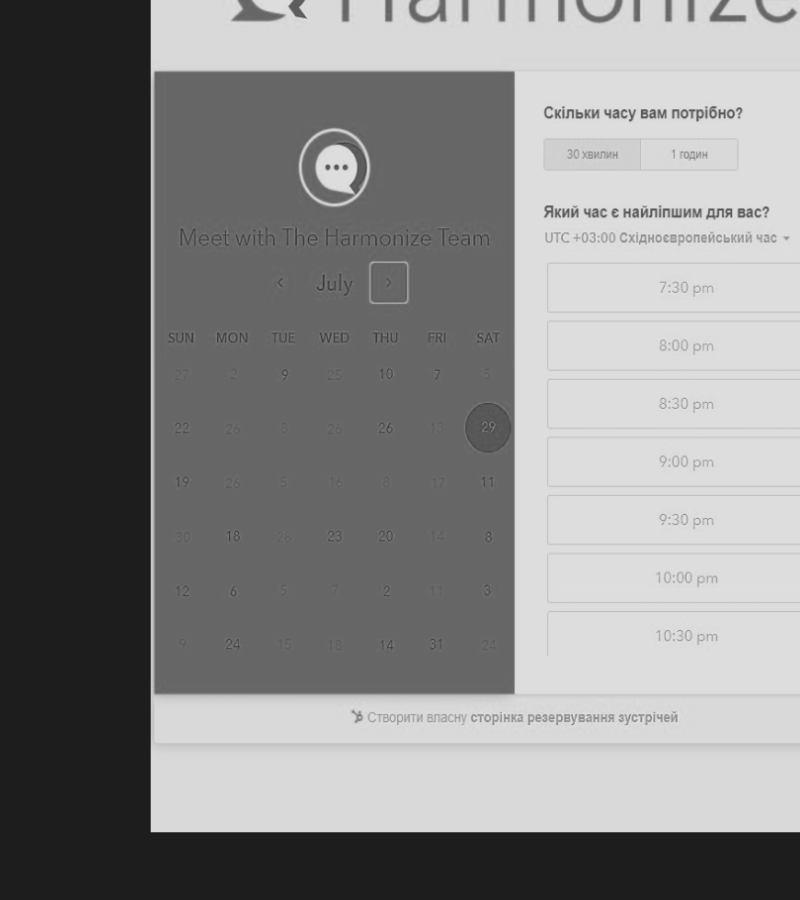 Harmonize
Meet with The Harmonize Team
July
SUN MON TUE WED THU FRI SAT
27 2 9 25 10 7 5
22 26 8 26 26 13 29
19 26 5 16 8 17 11
30 18 28 23 20 14 8
12 6 5 7 2 11 3
9 24 15 18 14 31 24
Скільки часу вам потрібно?
30 хвилин 1 годин
Який час є найліпшим для вас?
UTC +03:00 Східноєвропейський час
7:30 pm
8:00 pm
8:30 pm
9:00 pm
9:30 pm
10:00 pm
10:30 pm
Створити власну сторінка резервування зустрічей